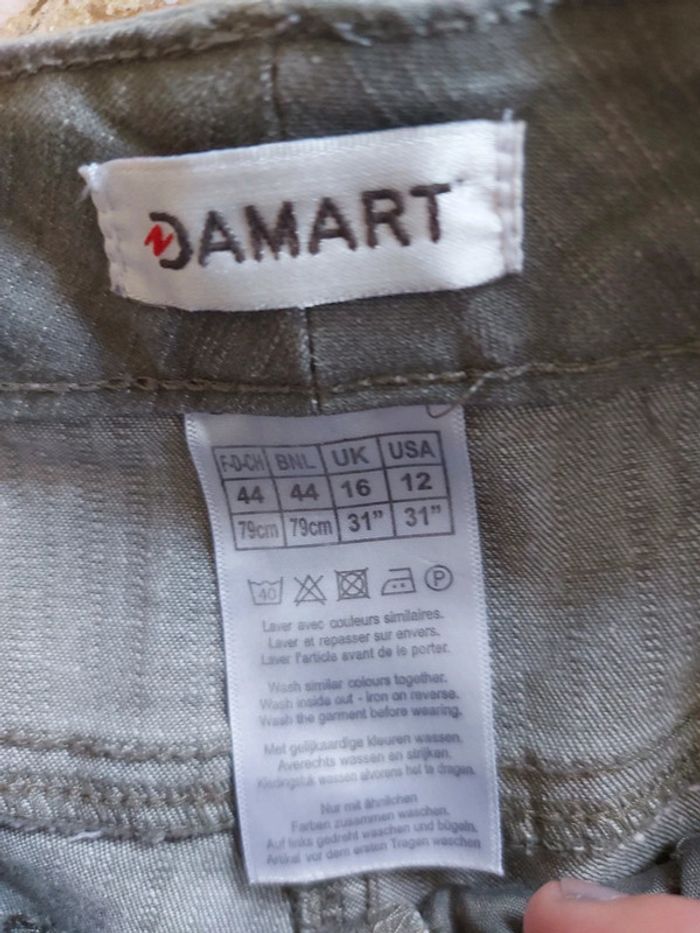 DAMART
F-D-CH BNL UK USA
44 44 16 12
79cm 79cm 31" 31"
40 P
Laver avec couleurs similaires.
Laver et repasser sur envers.
Laver l'article avant de le porter.
Wash similar colours together.
Wash inside out - iron on reverse.
Wash the garment before wearing.
Met gelijkaardige kleuren wassen.
Averechts wassen en strijken.
Kledingstuk wassen alvorens het te dragen.
Nur mit ähnlichen
Farben zusammen waschen.
Auf links gedreht waschen und bügeln.
Artikel vor dem ersten Tragen waschen